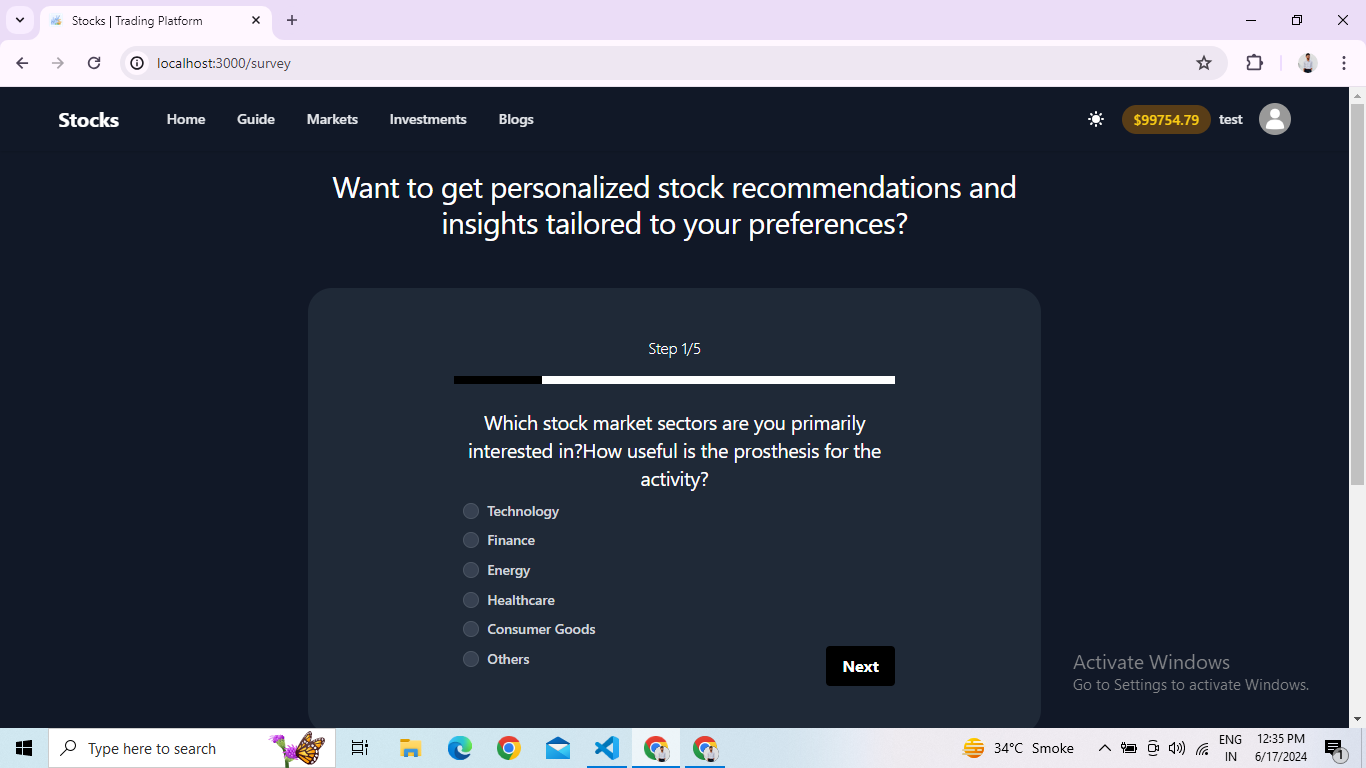 Stocks | Trading Platform
localhost:3000/survey
Stocks
Home
Guide
Markets
Investments
Blogs
$99754.79
test
Want to get personalized stock recommendations and
insights tailored to your preferences?
Step 1/5
Which stock market sectors are you primarily
interested in?How useful is the prosthesis for the
activity?
Technology
Finance
Energy
Healthcare
Consumer Goods
Others
Next
Activate Windows
Go to Settings to activate Windows.
Type here to search
34°C Smoke
ENG
IN
12:35 PM
6/17/2024
1